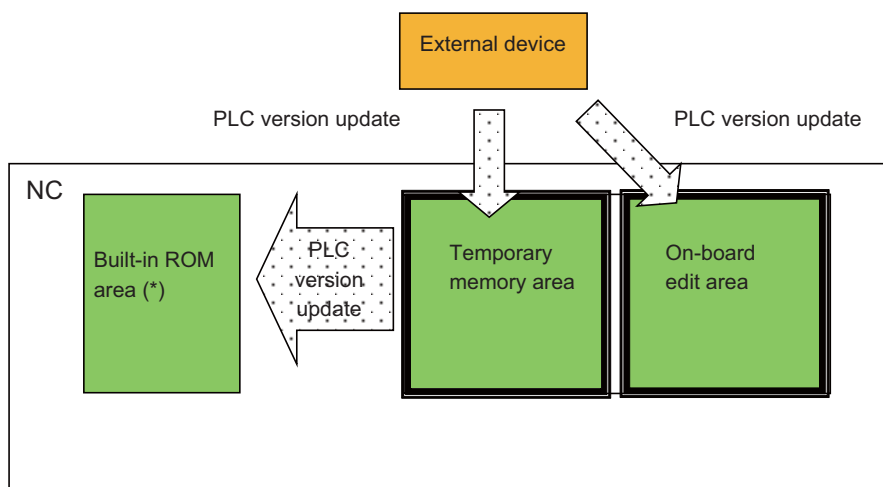 External device
PLC version update
PLC version update
NC
Built-in ROM
area (*)
PLC
version
update
Temporary
memory area
On-board
edit area